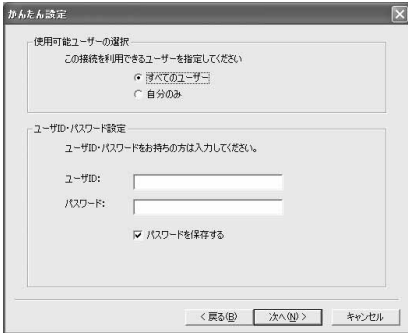 かんたん設定
使用可能ユーザーの選択
この接続を利用できるユーザーを指定してください
すべてのユーザー
自分のみ
ユーザID・パスワード設定
ユーザID・パスワードをお持ちの方は入力してください。
ユーザID:
パスワード:
パスワードを保存する
< 戻る(B) 次へ(N) > キャンセル